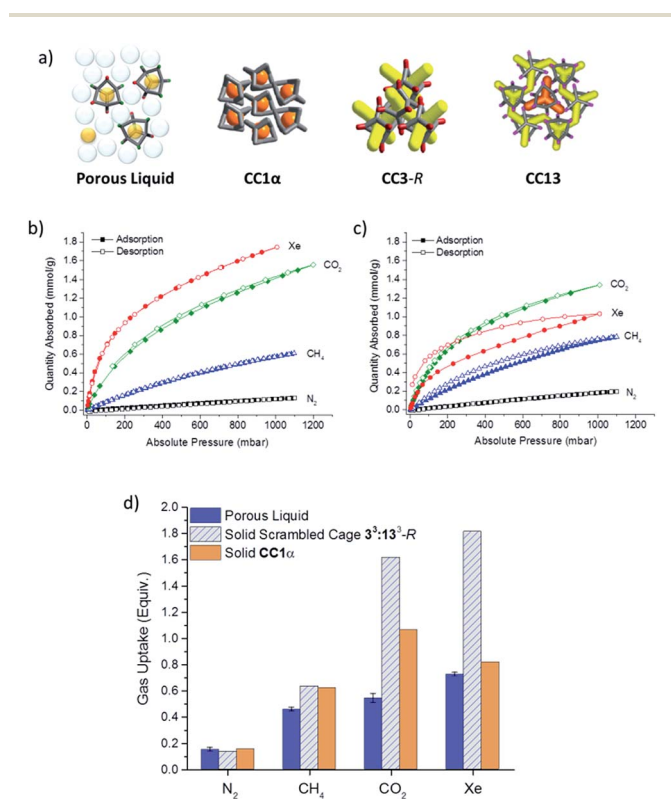 a)
Porous Liquid CC1α CC3-R CC13
b)
Adsorption
Desorption
Xe
CO₂
CH₄
N₂
Quantity Absorbed (mmol/g)
1.8
1.6
1.4
1.2
1.0
0.8
0.6
0.4
0.2
0.0
0 200 400 600 800 1000 1200
Absolute Pressure (mbar)
c)
Adsorption
Desorption
CO₂
Xe
CH₄
N₂
Quantity Absorbed (mmol/g)
1.8
1.6
1.4
1.2
1.0
0.8
0.6
0.4
0.2
0.0
0 200 400 600 800 1000 1200
Absolute Pressure (mbar)
d)
Porous Liquid
Solid Scrambled Cage 3³:13³-R
Solid CC1α
Gas Uptake (Equiv.)
2.0
1.8
1.6
1.4
1.2
1.0
0.8
0.6
0.4
0.2
0.0
N₂ CH₄ CO₂ Xe